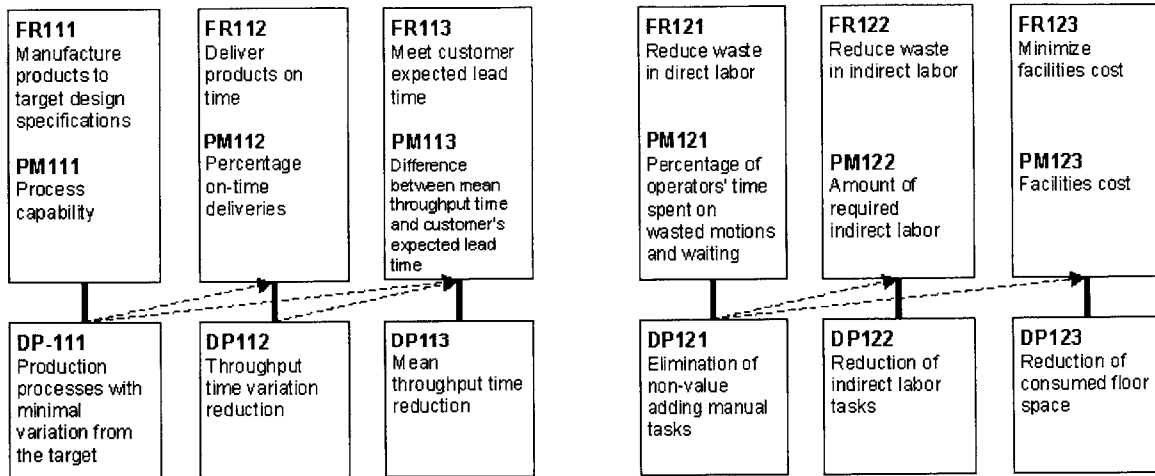 FR111
Manufacture
products to
target design
specifications
PM111
Process
capability
FR112
Deliver
products on
time
PM112
Percentage
on-time
deliveries
FR113
Meet customer
expected lead
time
PM113
Difference
between mean
throughput time
and customer's
expected lead
time
FR121
Reduce waste
in direct labor
PM121
Percentage of
operators' time
spent on
wasted motions
and waiting
FR122
Reduce waste
in indirect labor
PM122
Amount of
required
indirect labor
FR123
Minimize
facilities cost
PM123
Facilities cost
DP-111
Production
processes with
minimal
variation from
the target
DP112
Throughput
time variation
reduction
DP113
Mean
throughput time
reduction
DP121
Elimination of
non-value
adding manual
tasks
DP122
Reduction of
indirect labor
tasks
DP123
Reduction of
consumed floor
space